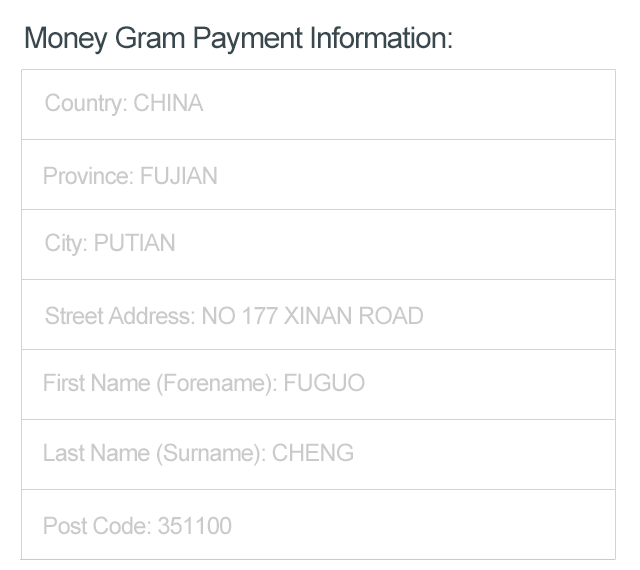 Money Gram Payment Information:
Country: CHINA
Province: FUJIAN
City: PUTIAN
Street Address: NO 177 XINAN ROAD
First Name (Forename): FUGUO
Last Name (Surname): CHENG
Post Code: 351100